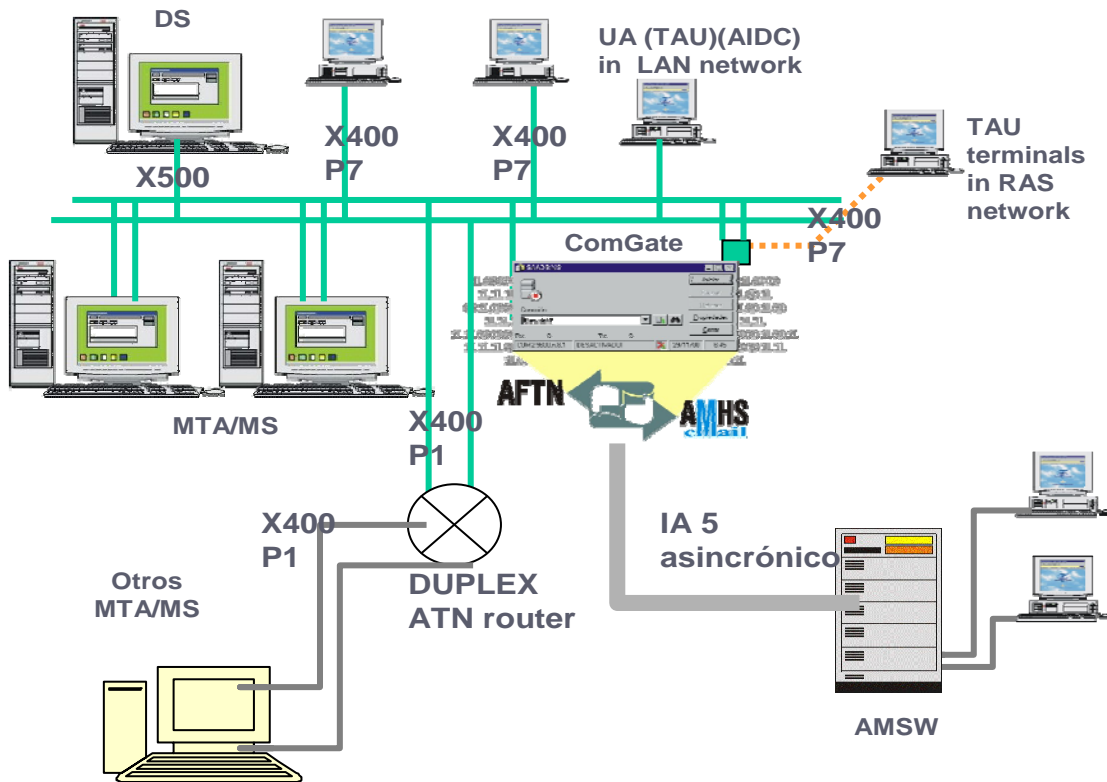 DS
UA (TAU)(AIDC)
in LAN network
X400
P7
X400
P7
TAU
terminals
in RAS
network
X500
X400
P7
ComGate
Cerrar
AFTN
AMHS
eMail
MTA/MS
X400
P1
X400
P1
IA 5
asincrónico
Otros
MTA/MS
DUPLEX
ATN router
AMSW